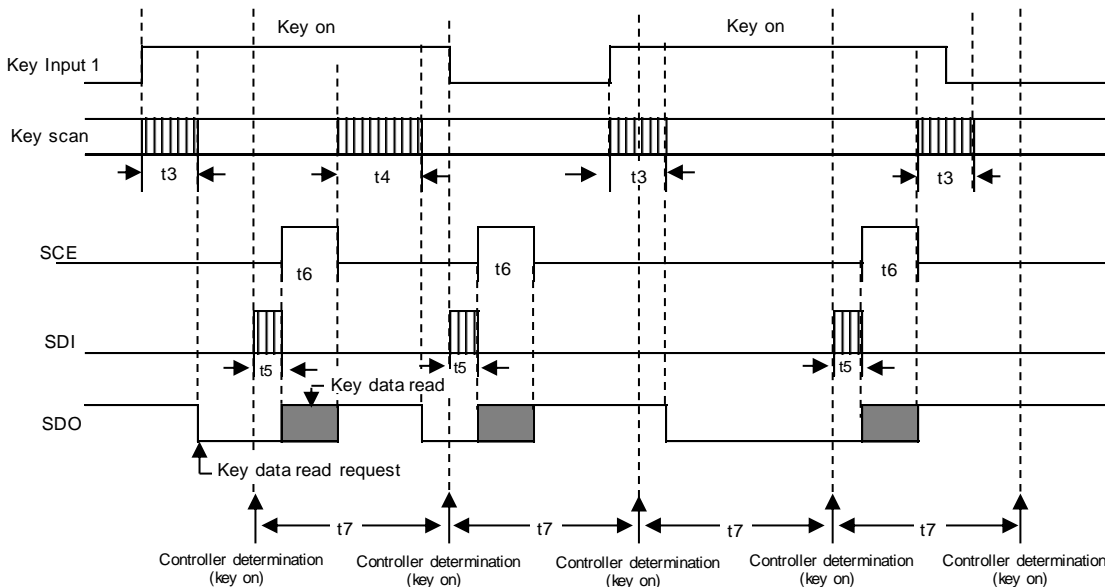 Key on
Key on
Key Input 1
Key scan
t3
t4
t3
t3
SCE
t6
t6
t6
SDI
t5
t5
t5
Key data read
SDO
Key data read request
t7
t7
t7
t7
Controller determination
(key on)
Controller determination
(key on)
Controller determination
(key on)
Controller determination
(key on)
Controller determination
(key on)